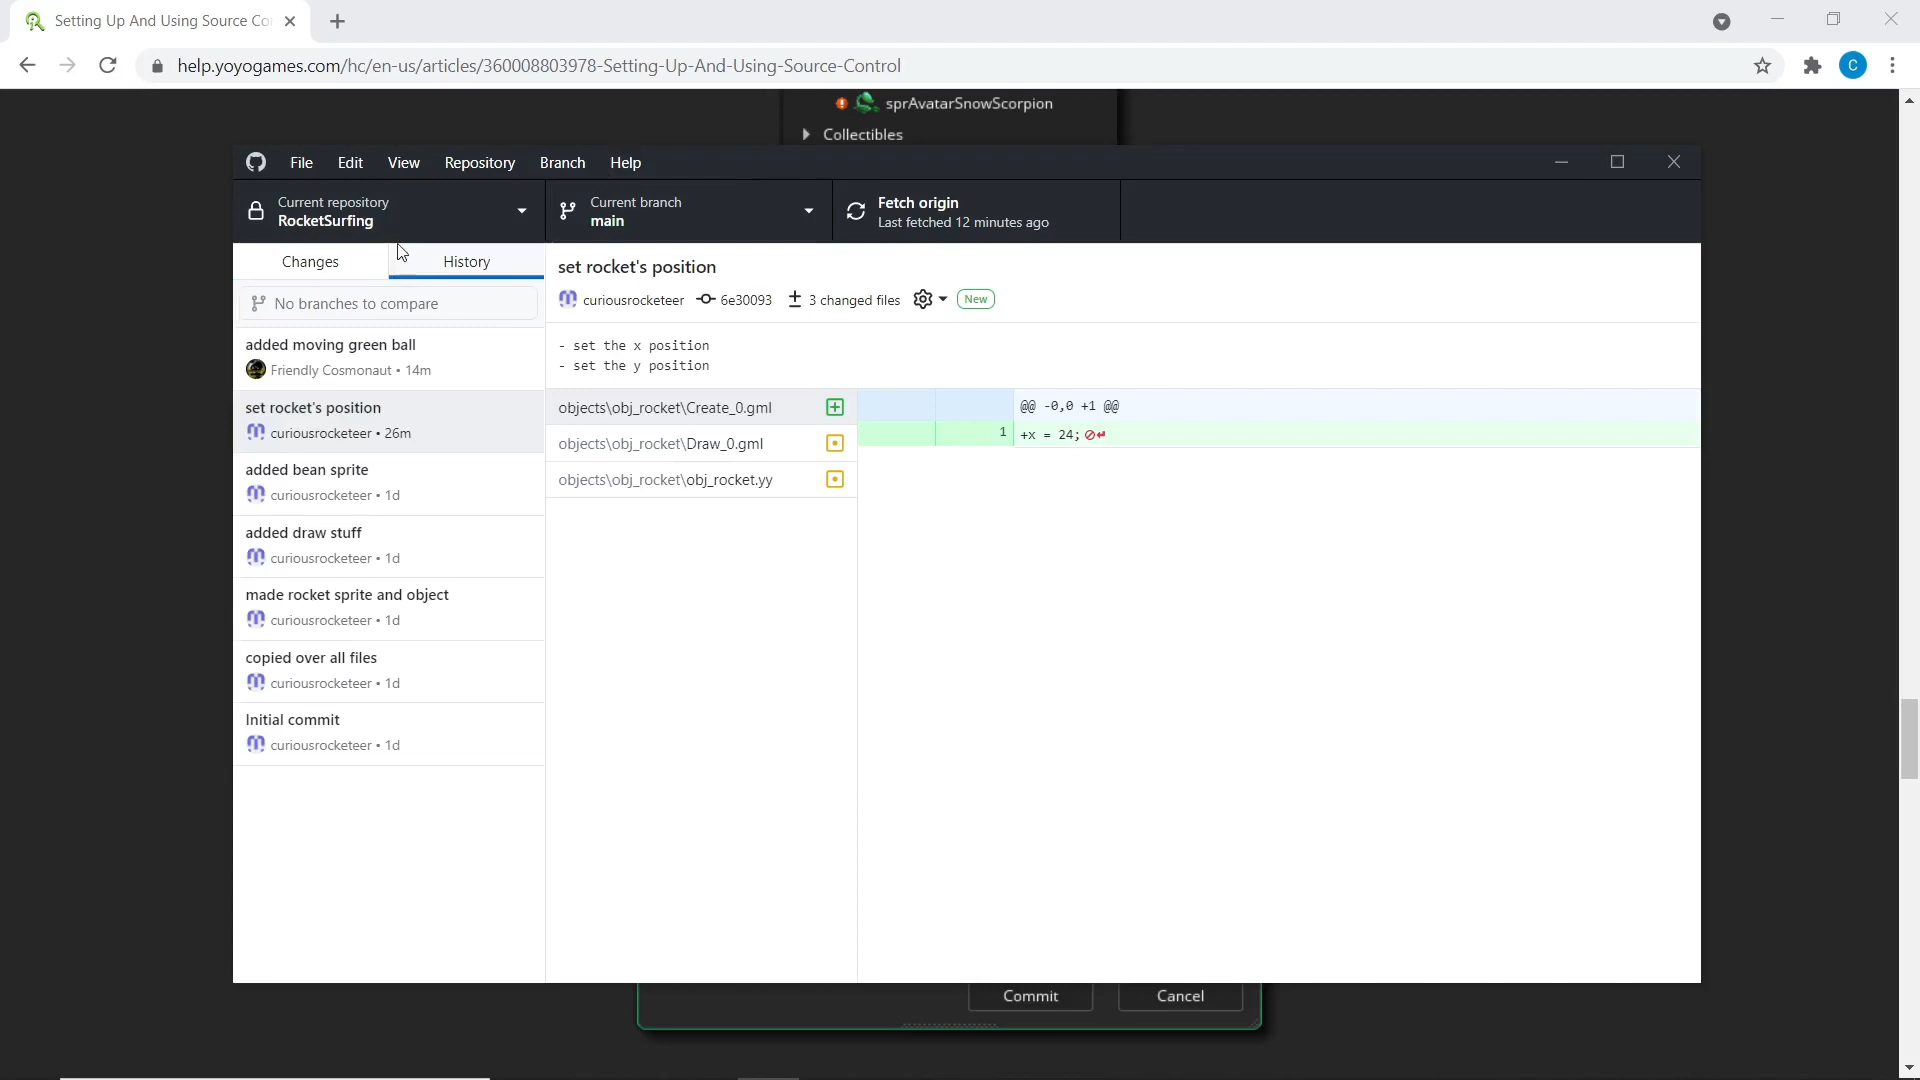 Setting Up And Using Source Co
help.yoyogames.com/hc/en-us/articles/360008803978-Setting-Up-And-Using-Source-Control
C
sprAvatarSnowScorpion
Collectibles
File Edit View Repository Branch Help
Current repository
RocketSurfing
Current branch
main
Fetch origin
Last fetched 12 minutes ago
Changes
History
No branches to compare
added moving green ball
Friendly Cosmonaut • 14m
set rocket's position
curiousrocketeer • 26m
added bean sprite
curiousrocketeer • 1d
added draw stuff
curiousrocketeer • 1d
made rocket sprite and object
curiousrocketeer • 1d
copied over all files
curiousrocketeer • 1d
Initial commit
curiousrocketeer • 1d
set rocket's position
curiousrocketeer 6e30093 3 changed files New
- set the x position
- set the y position
objects\obj_rocket\Create_0.gml
objects\obj_rocket\Draw_0.gml
objects\obj_rocket\obj_rocket.yy
@@ -0,0 +1 @@
1 +x = 24;
Commit
Cancel